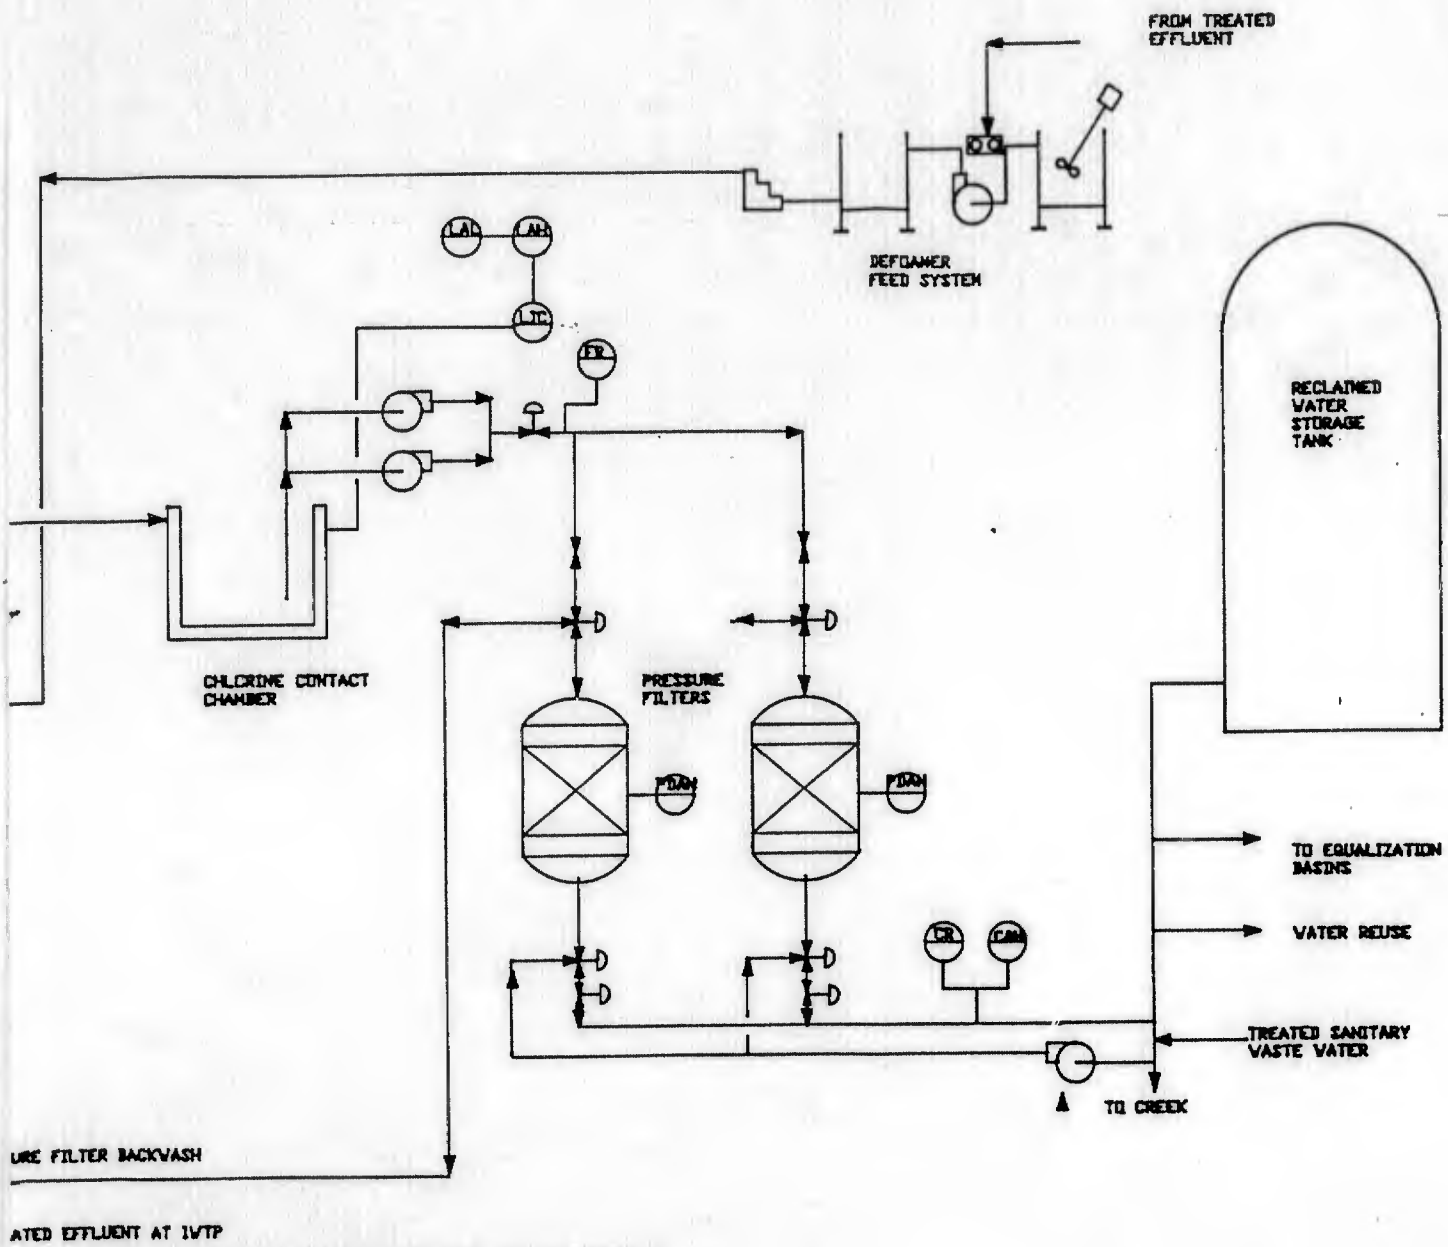 FROM TREATED
EFFLUENT
DEFOAMER
FEED SYSTEM
LAL
LAH
LIC
FR
RECLAIMED
WATER
STORAGE
TANK
CHLORINE CONTACT
CHAMBER
PRESSURE
FILTERS
PDAH
PDAH
TO EQUALIZATION
BASINS
CR
CAH
WATER REUSE
TREATED SANITARY
WASTE WATER
TO CREEK
URE FILTER BACKWASH
ATED EFFLUENT AT IWTP